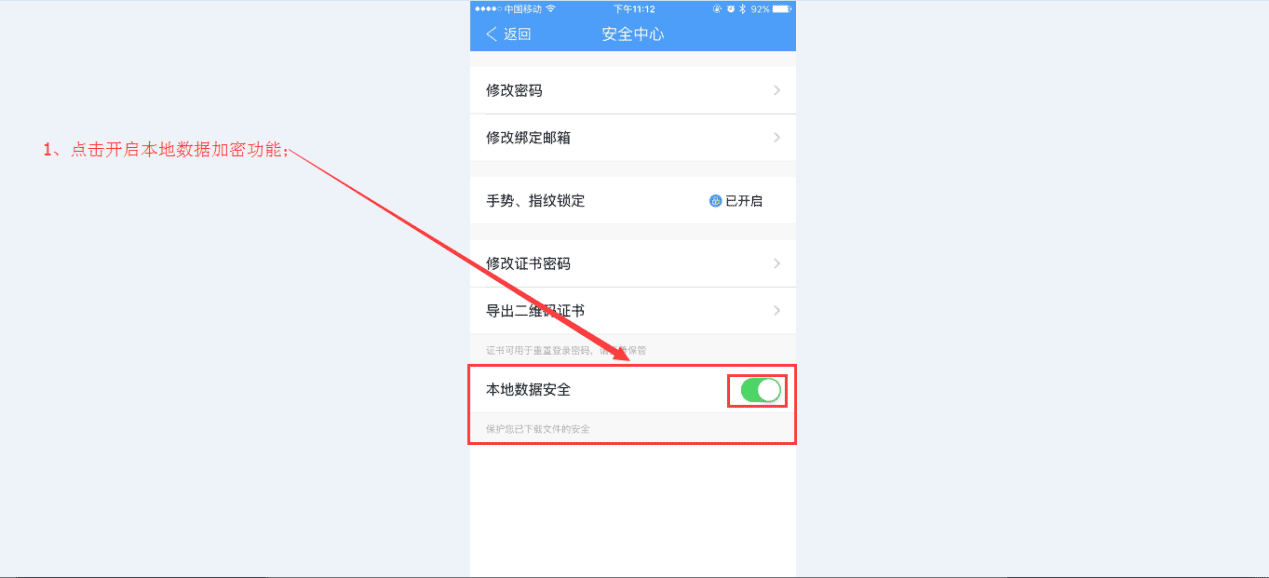 中国移动 下午11:12 92%
返回 安全中心
修改密码
修改绑定邮箱
1、点击开启本地数据加密功能;
手势、指纹锁定 已开启
修改证书密码
导出二维码证书
证书可用于重置登录密码，请 保管
本地数据安全
保护您已下载文件的安全